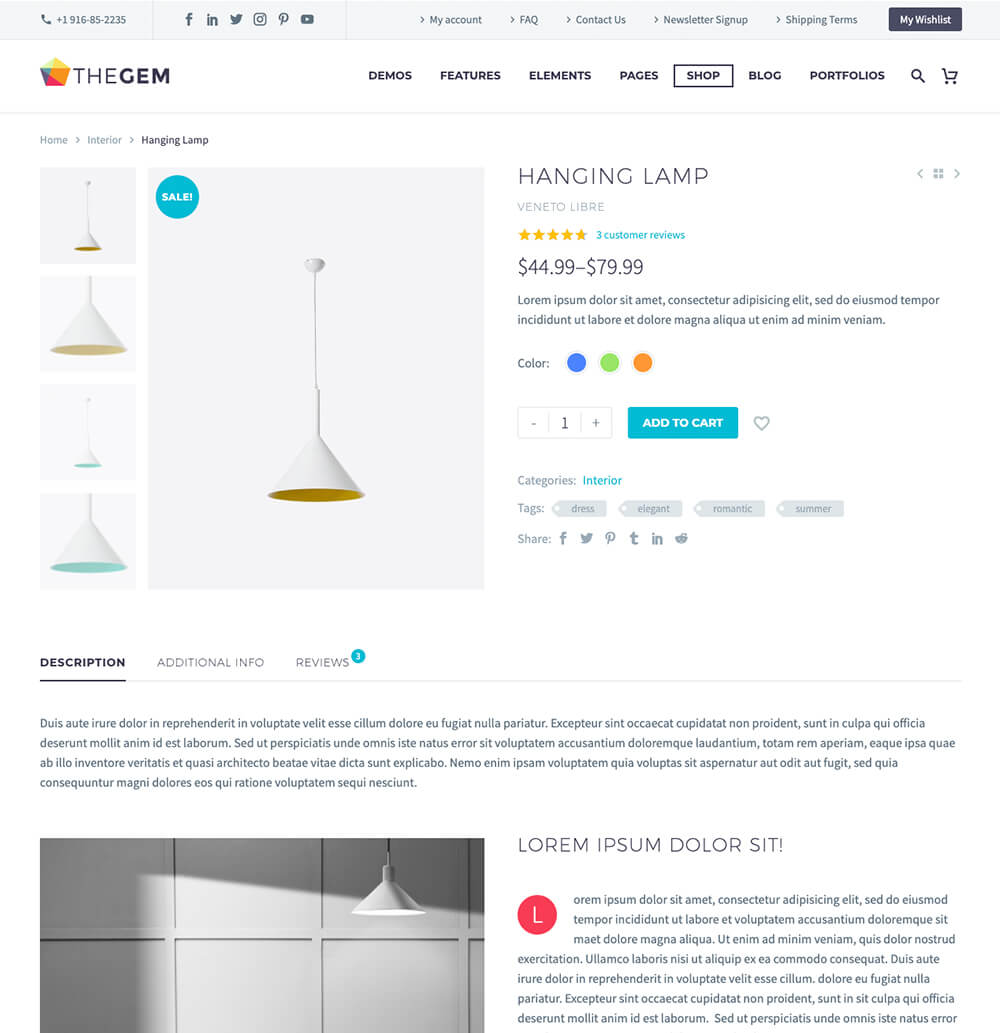 +1 916-85-2235
My account
FAQ
Contact Us
Newsletter Signup
Shipping Terms
My Wishlist
THEGEM
DEMOS
FEATURES
ELEMENTS
PAGES
SHOP
BLOG
PORTFOLIOS
Home > Interior > Hanging Lamp
SALE!
HANGING LAMP
VENETO LIBRE
3 customer reviews
$44.99–$79.99
Lorem ipsum dolor sit amet, consectetur adipisicing elit, sed do eiusmod tempor
incididunt ut labore et dolore magna aliqua ut enim ad minim veniam.
Color:
- 1 +
ADD TO CART
Categories: Interior
Tags: dress elegant romantic summer
Share:
DESCRIPTION
ADDITIONAL INFO
REVIEWS 3
Duis aute irure dolor in reprehenderit in voluptate velit esse cillum dolore eu fugiat nulla pariatur. Excepteur sint occaecat cupidatat non proident, sunt in culpa qui officia
deserunt mollit anim id est laborum. Sed ut perspiciatis unde omnis iste natus error sit voluptatem accusantium doloremque laudantium, totam rem aperiam, eaque ipsa quae
ab illo inventore veritatis et quasi architecto beatae vitae dicta sunt explicabo. Nemo enim ipsam voluptatem quia voluptas sit aspernatur aut odit aut fugit, sed quia
consequuntur magni dolores eos qui ratione voluptatem sequi nesciunt.
LOREM IPSUM DOLOR SIT!
L orem ipsum dolor sit amet, consectetur adipisicing elit, sed do eiusmod
tempor incididunt ut labore et voluptatem accusantium doloremque sit
maet dolore magna aliqua. Ut enim ad minim veniam, quis dolor nostrud
exercitation. Ullamco laboris nisi ut aliquip ex ea commodo consequat. Duis aute
irure dolor in reprehenderit in voluptate velit esse cillum. dolore eu fugiat nulla
pariatur. Excepteur sint occaecat cupidatat non proident, sunt in sit culpa qui officia
deserunt mollit anim id est laborum. Sed ut perspiciatis unde omnis iste natus error